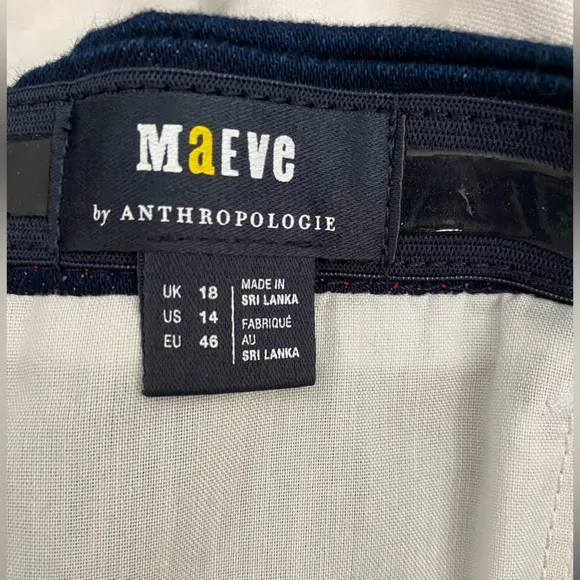 MaEVe
by ANTHROPOLOGIE
UK 18
US 14
EU 46
MADE IN
SRI LANKA
FABRIQUÉ
AU
SRI LANKA